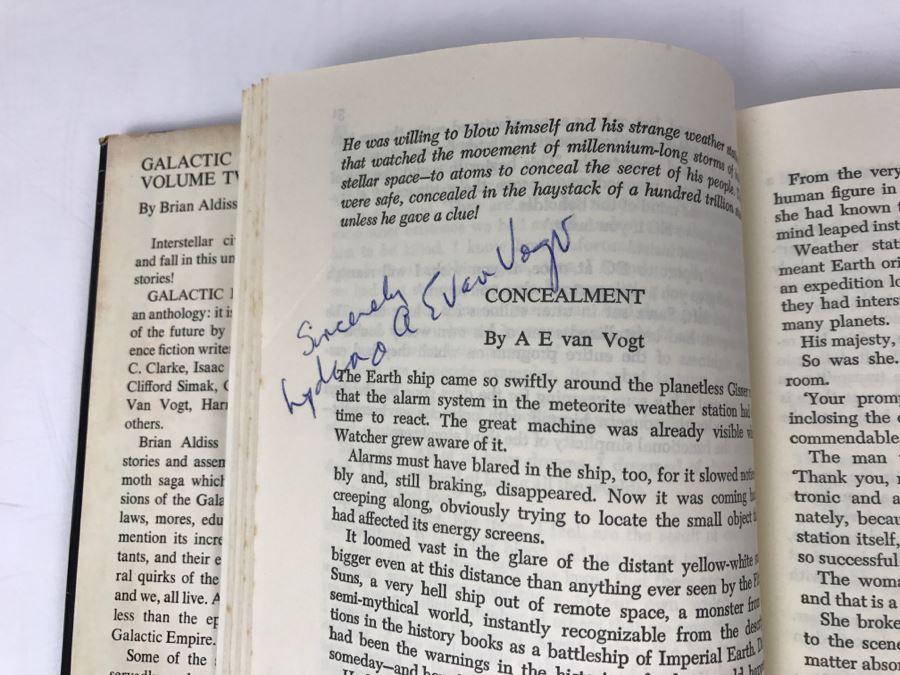 GALACTIC
VOLUME TW
By Brian Aldiss
Interstellar
and fall in this un
stories!
GALACTIC
an anthology: it is
of the future by
ence fiction write
C. Clarke, Isaac
Clifford Simak,
Van Vogt, Harr
others.
Brian Aldiss
stories and assem
moth saga which
sions of the Gala
laws, mores, edu
mention its incre
tants, and their e
ral quirks of the
and we, all live. A
less than the ep
Galactic Empire.
Some of the
He was willing to blow himself and his strange weather
that watched the movement of millennium-long storms of
stellar space—to atoms to conceal the secret of his people.
were safe, concealed in the haystack of a hundred trillion
unless he gave a clue!
Sincerely
A E van Vogt
CONCEALMENT
By A E van Vogt
The Earth ship came so swiftly around the planetless Gisser
that the alarm system in the meteorite weather station had
time to react. The great machine was already visible
Watcher grew aware of it.
Alarms must have blared in the ship, too, for it slowed
bly and, still braking, disappeared. Now it was coming
creeping along, obviously trying to locate the small object
had affected its energy screens.
It loomed vast in the glare of the distant yellow-white
bigger even at this distance than anything ever seen by the
Suns, a very hell ship out of remote space, a monster from
semi-mythical world, instantly recognizable from the
tions in the history books as a battleship of Imperial Earth.
had been the warnings in the
someday—and
From the very
human figure in
she had known
mind leaped inst
Weather stat
meant Earth ori
an expedition lo
they had inters
many planets.
His majesty,
So was she.
room.
'Your promp
inclosing the
commendable
The man
'Thank you,
tronic and a
nately, becau
station itself,
so successful
The woma
and that is a
She broke
to the scene
matter absor